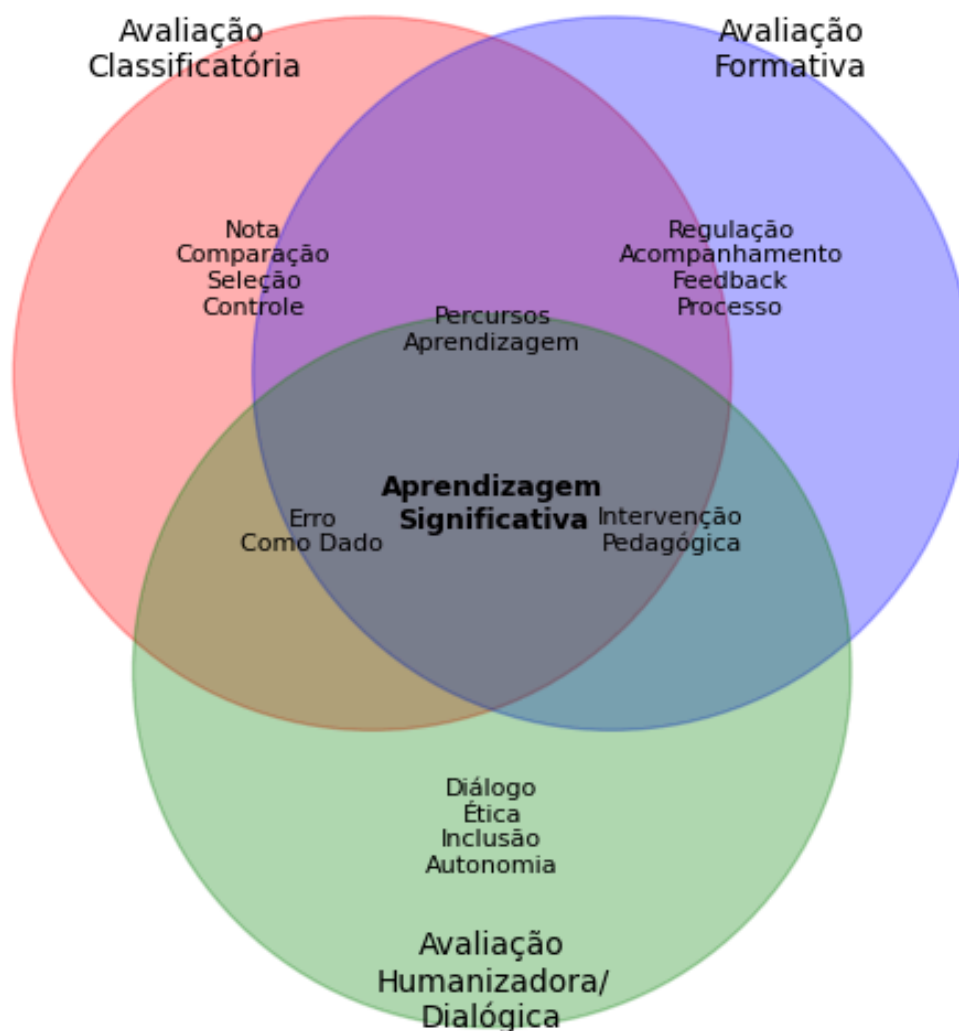 Avaliação
Classificatória
Avaliação
Formativa
Nota
Comparação
Seleção
Controle
Regulação
Acompanhamento
Feedback
Processo
Percursos
Aprendizagem
Aprendizagem
Significativa
Erro
Como Dado
Intervenção
Pedagógica
Diálogo
Ética
Inclusão
Autonomia
Avaliação
Humanizadora/
Dialógica